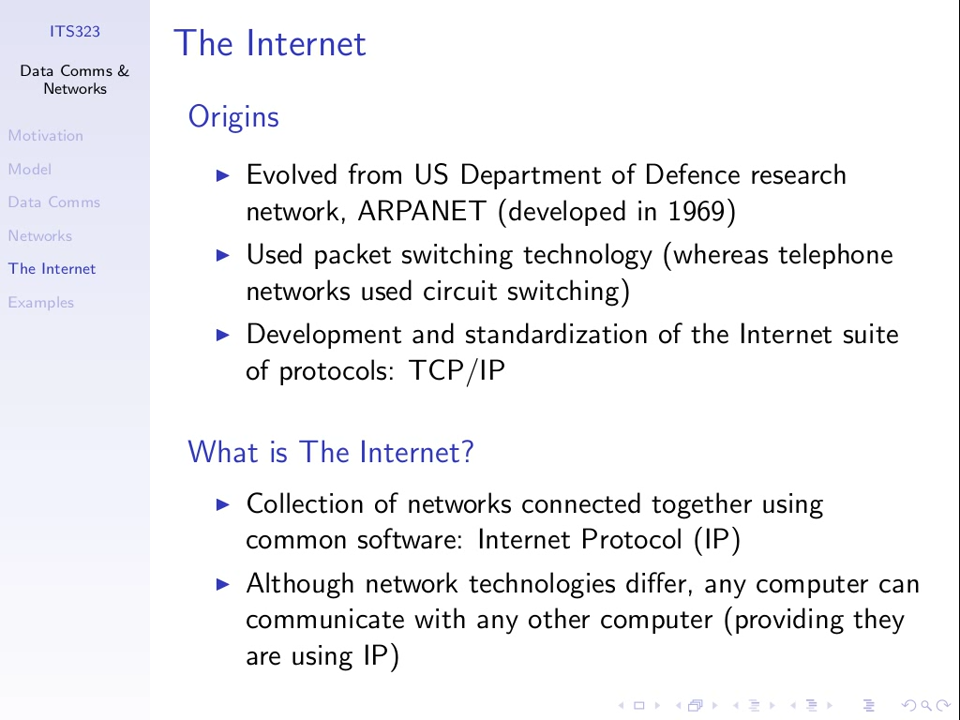 ITS323
Data Comms &
Networks
Motivation
Model
Data Comms
Networks
The Internet
Examples
The Internet
Origins
Evolved from US Department of Defence research
network, ARPANET (developed in 1969)
Used packet switching technology (whereas telephone
networks used circuit switching)
Development and standardization of the Internet suite
of protocols: TCP/IP
What is The Internet?
Collection of networks connected together using
common software: Internet Protocol (IP)
Although network technologies differ, any computer can
communicate with any other computer (providing they
are using IP)